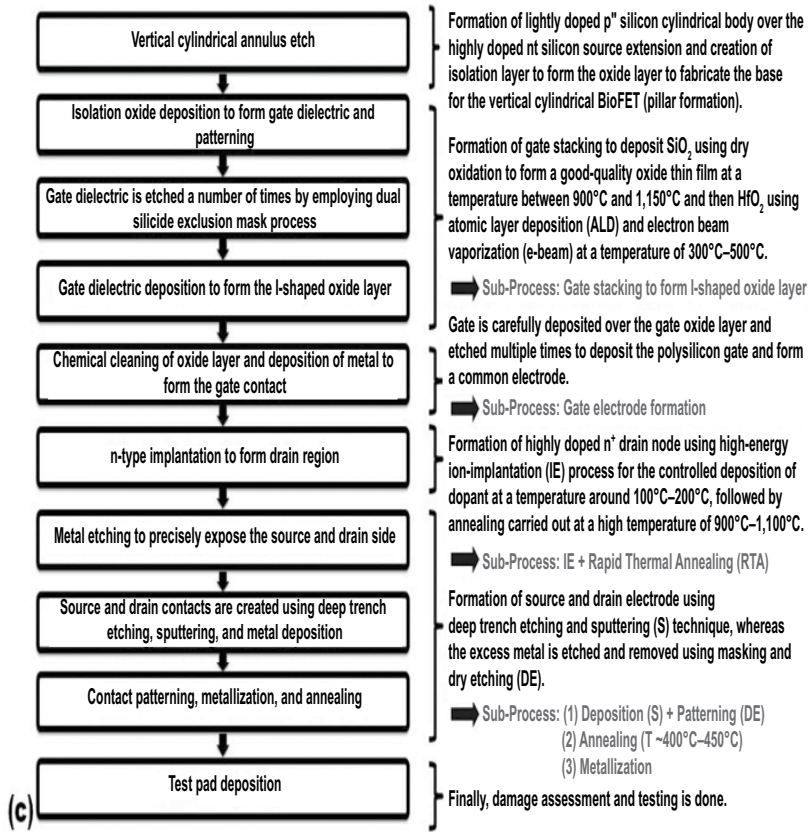 Vertical cylindrical annulus etch
Formation of lightly doped p" silicon cylindrical body over the
highly doped nt silicon source extension and creation of
isolation layer to form the oxide layer to fabricate the base
for the vertical cylindrical BioFET (pillar formation).
Isolation oxide deposition to form gate dielectric and
patterning
Gate dielectric is etched a number of times by employing dual
silicide exclusion mask process
Gate dielectric deposition to form the I-shaped oxide layer
Formation of gate stacking to deposit SiO₂ using dry
oxidation to form a good-quality oxide thin film at a
temperature between 900°C and 1,150°C and then HfO₂ using
atomic layer deposition (ALD) and electron beam
vaporization (e-beam) at a temperature of 300°C–500°C.
Sub-Process: Gate stacking to form I-shaped oxide layer
Chemical cleaning of oxide layer and deposition of metal to
form the gate contact
Gate is carefully deposited over the gate oxide layer and
etched multiple times to deposit the polysilicon gate and form
a common electrode.
Sub-Process: Gate electrode formation
n-type implantation to form drain region
Formation of highly doped n⁺ drain node using high-energy
ion-implantation (IE) process for the controlled deposition of
dopant at a temperature around 100°C–200°C, followed by
annealing carried out at a high temperature of 900°C–1,100°C.
Sub-Process: IE + Rapid Thermal Annealing (RTA)
Metal etching to precisely expose the source and drain side
Source and drain contacts are created using deep trench
etching, sputtering, and metal deposition
Contact patterning, metallization, and annealing
Formation of source and drain electrode using
deep trench etching and sputtering (S) technique, whereas
the excess metal is etched and removed using masking and
dry etching (DE).
Sub-Process: (1) Deposition (S) + Patterning (DE)
(2) Annealing (T ~400°C–450°C)
(3) Metallization
Test pad deposition
Finally, damage assessment and testing is done.
(c)